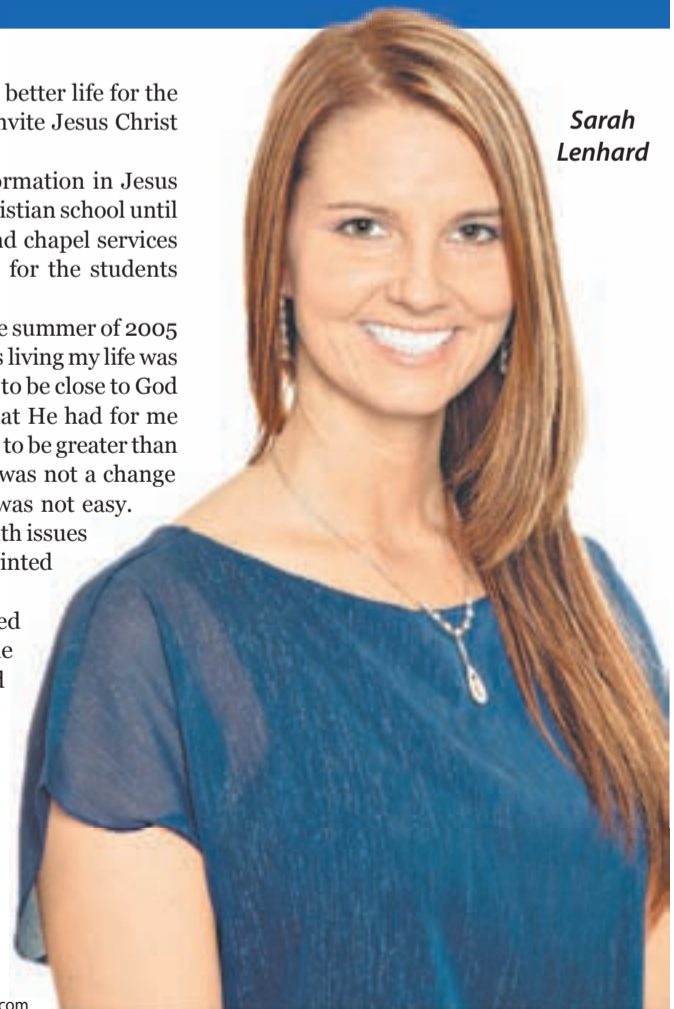 better life for the
nvite Jesus Christ
ormation in Jesus
istian school until
nd chapel services
for the students
e summer of 2005
s living my life was
to be close to God
at He had for me
to be greater than
was not a change
was not easy.
th issues
inted
ed
e
d
Sarah
Lenhard
com